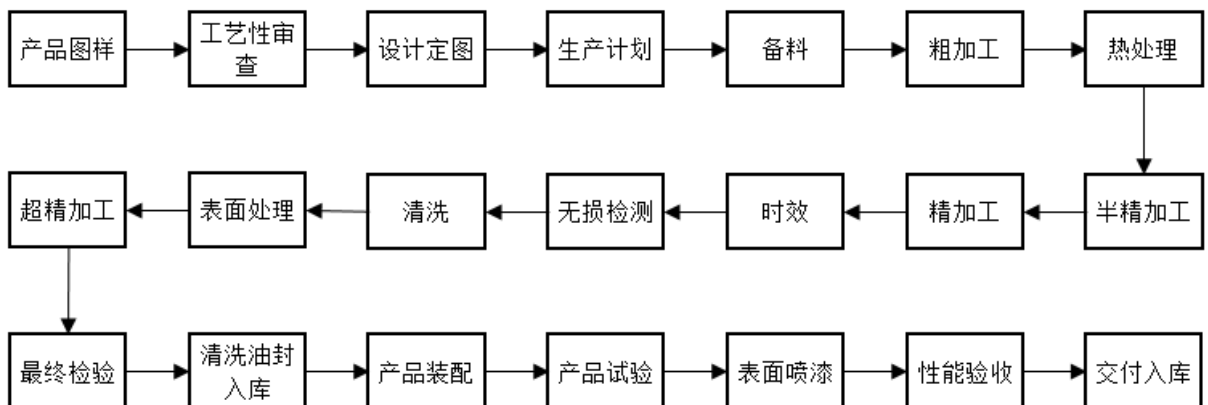 产品图样
工艺性审
查
设计定图
生产计划
备料
粗加工
热处理
半精加工
精加工
时效
无损检测
清洗
表面处理
超精加工
最终检验
清洗油封
入库
产品装配
产品试验
表面喷漆
性能验收
交付入库